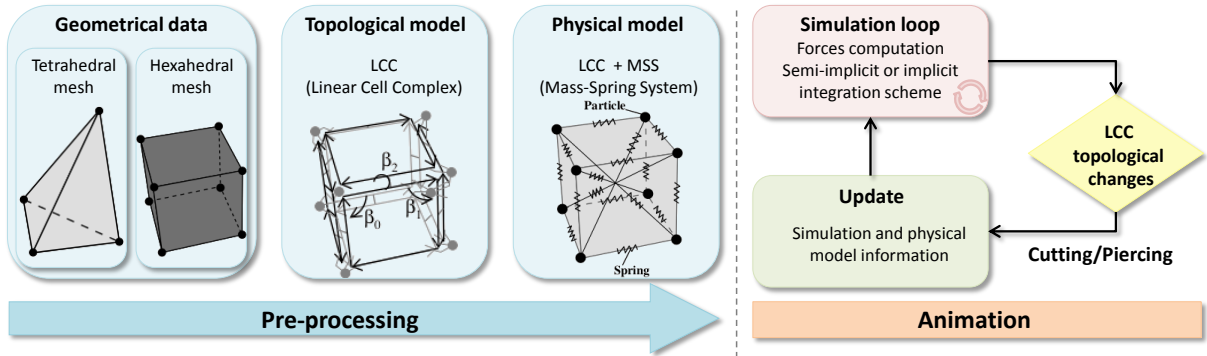 Geometrical data
Tetrahedral
mesh
Hexahedral
mesh
Topological model
LCC
(Linear Cell Complex)
β2
β0
β1
Physical model
LCC + MSS
(Mass-Spring System)
Particle
Spring
Pre-processing
Simulation loop
Forces computation
Semi-implicit or implicit
integration scheme
LCC
topological
changes
Update
Simulation and physical
model information
Cutting/Piercing
Animation